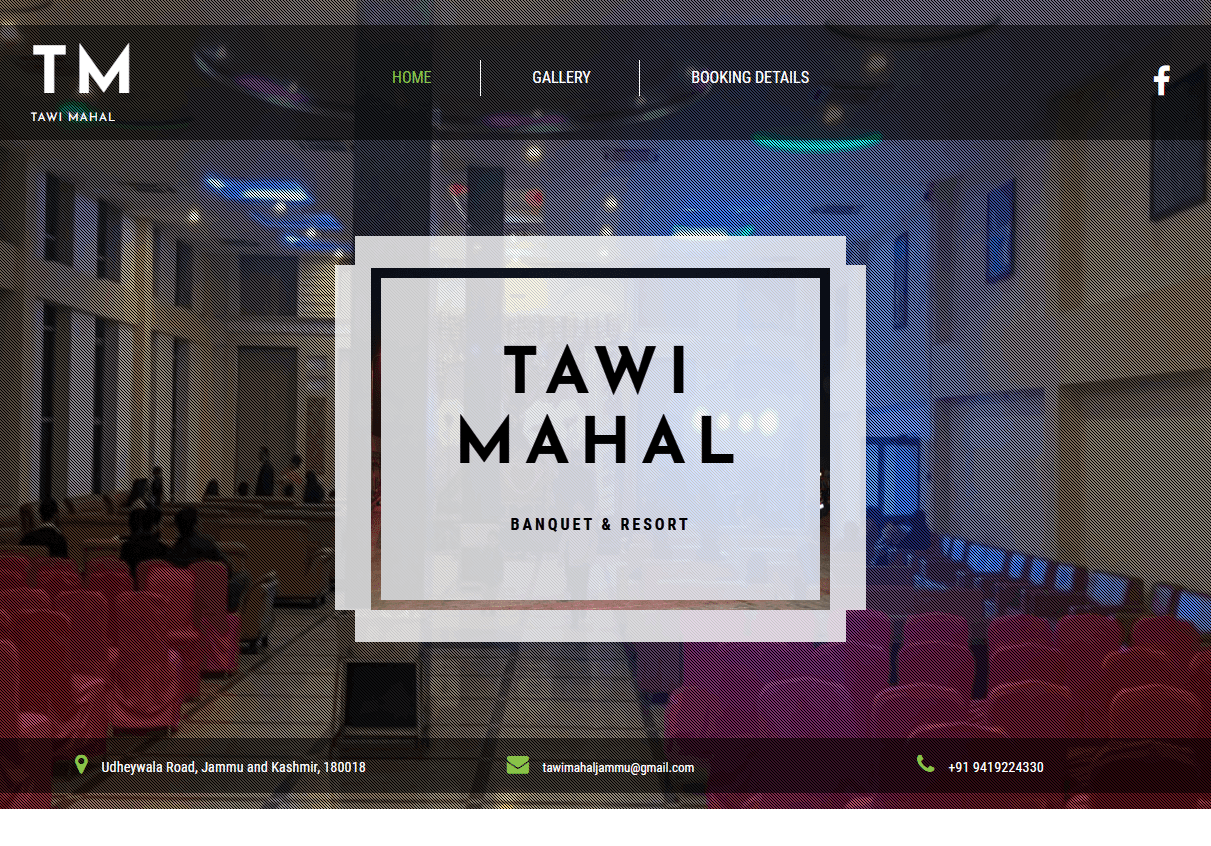 TM
TAWI MAHAL
HOME
GALLERY
BOOKING DETAILS
TAWI
MAHAL
BANQUET & RESORT
Udheywala Road, Jammu and Kashmir, 180018
tawimahaljammu@gmail.com
+91 9419224330